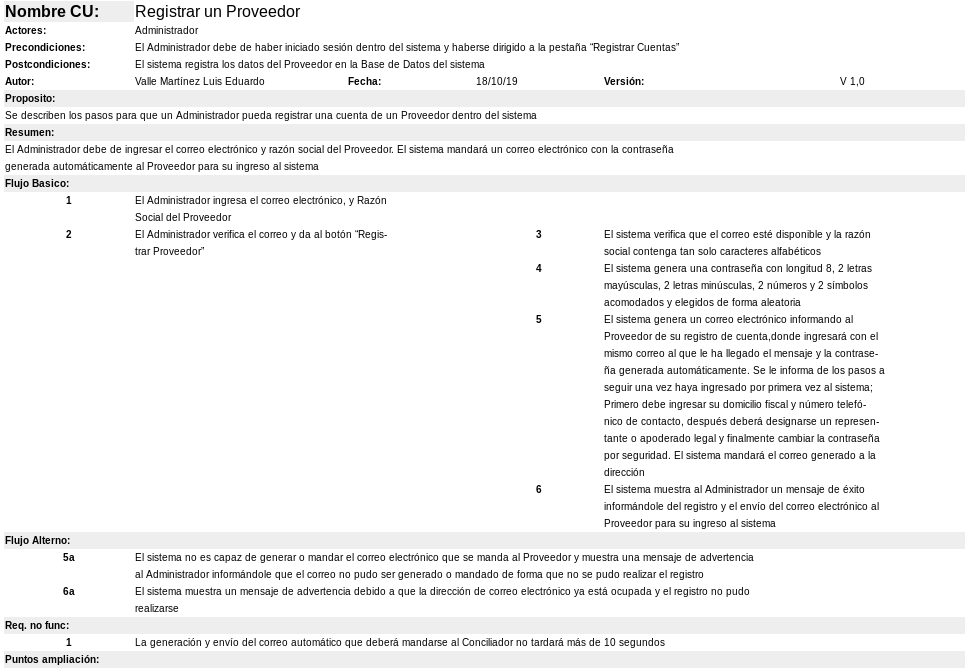 Nombre CU: Registrar un Proveedor
Actores: Administrador
Precondiciones: El Administrador debe de haber iniciado sesión dentro del sistema y haberse dirigido a la pestaña “Registrar Cuentas”
Postcondiciones: El sistema registra los datos del Proveedor en la Base de Datos del sistema
Autor: Valle Martínez Luis Eduardo Fecha: 18/10/19 Versión: V 1,0
Proposito:
Se describen los pasos para que un Administrador pueda registrar una cuenta de un Proveedor dentro del sistema
Resumen:
El Administrador debe de ingresar el correo electrónico y razón social del Proveedor. El sistema mandará un correo electrónico con la contraseña
generada automáticamente al Proveedor para su ingreso al sistema
Flujo Basico:
1 El Administrador ingresa el correo electrónico, y Razón
Social del Proveedor
2 El Administrador verifica el correo y da al botón “Regis-
trar Proveedor”
3 El sistema verifica que el correo esté disponible y la razón
social contenga tan solo caracteres alfabéticos
4 El sistema genera una contraseña con longitud 8, 2 letras
mayúsculas, 2 letras minúsculas, 2 números y 2 símbolos
acomodados y elegidos de forma aleatoria
5 El sistema genera un correo electrónico informando al
Proveedor de su registro de cuenta,donde ingresará con el
mismo correo al que le ha llegado el mensaje y la contrase-
ña generada automáticamente. Se le informa de los pasos a
seguir una vez haya ingresado por primera vez al sistema;
Primero debe ingresar su domicilio fiscal y número telefó-
nico de contacto, después deberá designarse un represen-
tante o apoderado legal y finalmente cambiar la contraseña
por seguridad. El sistema mandará el correo generado a la
dirección
6 El sistema muestra al Administrador un mensaje de éxito
informándole del registro y el envío del correo electrónico al
Proveedor para su ingreso al sistema
Flujo Alterno:
5a El sistema no es capaz de generar o mandar el correo electrónico que se manda al Proveedor y muestra una mensaje de advertencia
al Administrador informándole que el correo no pudo ser generado o mandado de forma que no se pudo realizar el registro
6a El sistema muestra un mensaje de advertencia debido a que la dirección de correo electrónico ya está ocupada y el registro no pudo
realizarse
Req. no func:
1 La generación y envío del correo automático que deberá mandarse al Conciliador no tardará más de 10 segundos
Puntos ampliación: